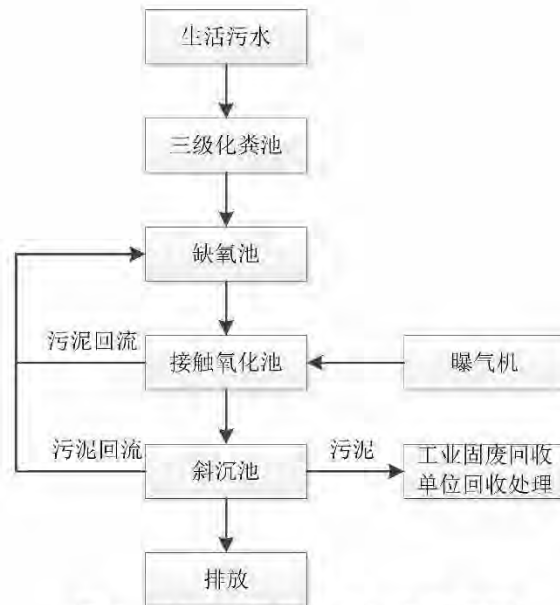 生活污水
三级化粪池
缺氧池
污泥回流
接触氧化池
曝气机
污泥回流
斜沉池
污泥
工业固废回收
单位回收处理
排放